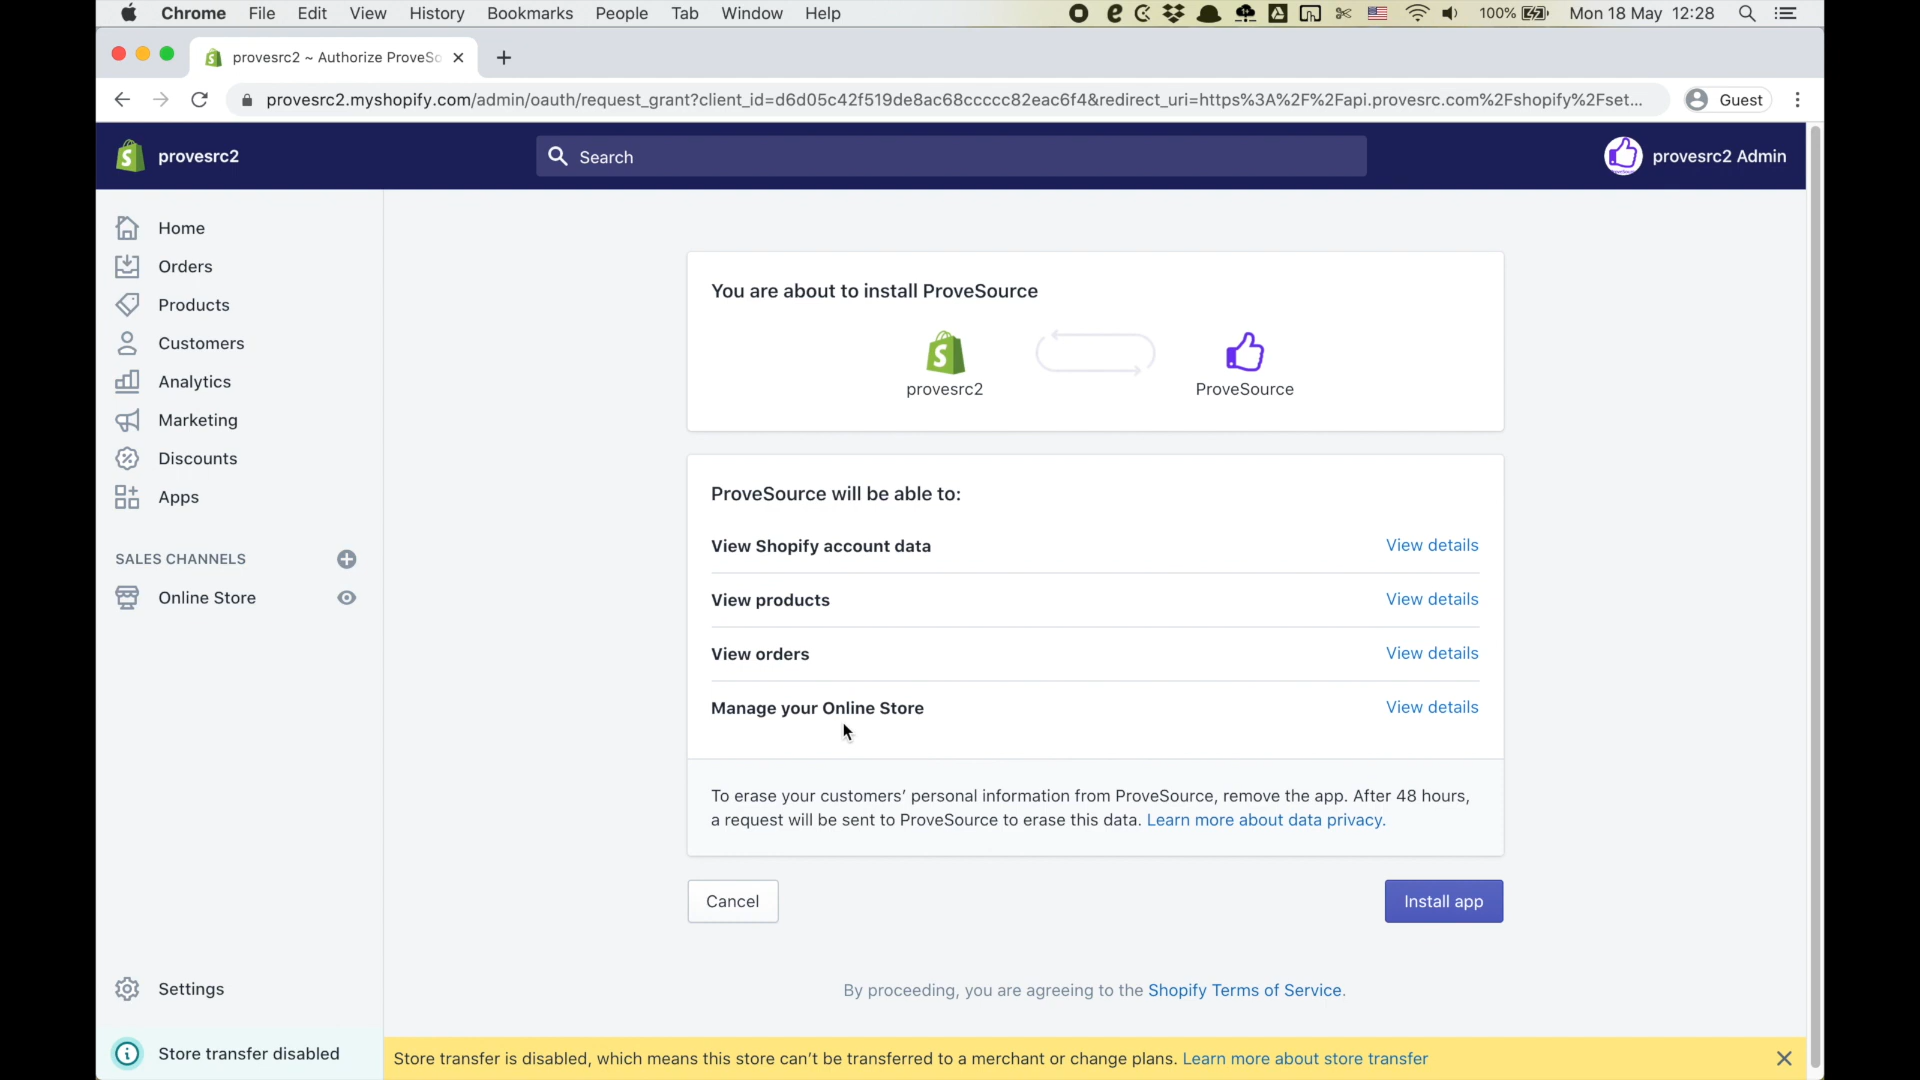 Chrome File Edit View History Bookmarks People Tab Window Help 100% Mon 18 May 12:28
provesrc2 ~ Authorize ProveSo
provesrc2.myshopify.com/admin/oauth/request_grant?client_id=d6d05c42f519de8ac68ccccc82eac6f4&redirect_uri=https%3A%2F%2Fapi.provesrc.com%2Fshopify%2Fset... Guest
provesrc2 Search provesrc2 Admin
Home
Orders
Products
Customers
Analytics
Marketing
Discounts
Apps
SALES CHANNELS
Online Store
Settings
Store transfer disabled
You are about to install ProveSource
provesrc2 ProveSource
ProveSource will be able to:
View Shopify account data View details
View products View details
View orders View details
Manage your Online Store View details
To erase your customers’ personal information from ProveSource, remove the app. After 48 hours,
a request will be sent to ProveSource to erase this data. Learn more about data privacy.
Cancel Install app
By proceeding, you are agreeing to the Shopify Terms of Service.
Store transfer is disabled, which means this store can’t be transferred to a merchant or change plans. Learn more about store transfer